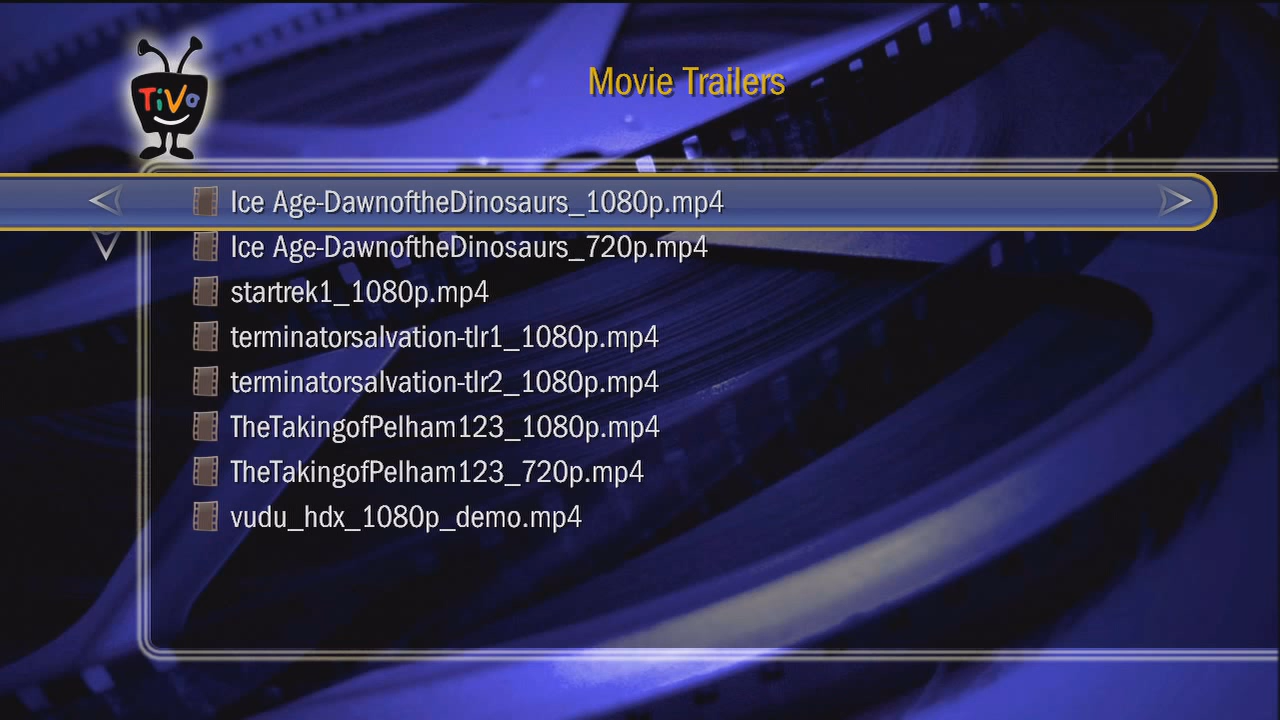 TiVo
Movie Trailers
Ice Age-DawnoftheDinosaurs_1080p.mp4
Ice Age-DawnoftheDinosaurs_720p.mp4
startrek1_1080p.mp4
terminatorsalvation-tlr1_1080p.mp4
terminatorsalvation-tlr2_1080p.mp4
TheTakingofPelham123_1080p.mp4
TheTakingofPelham123_720p.mp4
vudu_hdx_1080p_demo.mp4